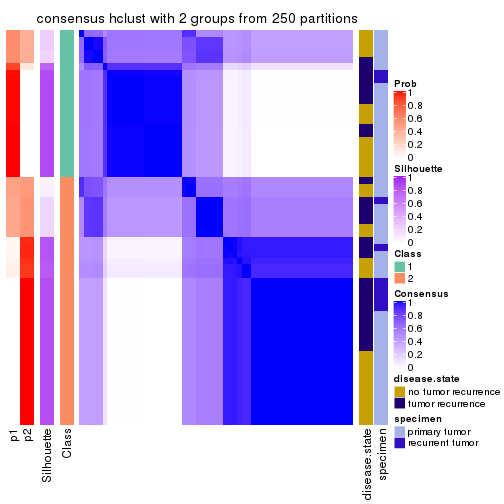 consensus hclust with 2 groups from 250 partitions
Prob
1
0.8
0.6
0.4
0.2
0
Silhouette
1
0.8
0.6
0.4
0.2
0
Class
1
2
Consensus
1
0.8
0.6
0.4
0.2
0
disease.state
no tumor recurrence
tumor recurrence
specimen
primary tumor
recurrent tumor
p1
p2
Silhouette
Class
disease.state
specimen